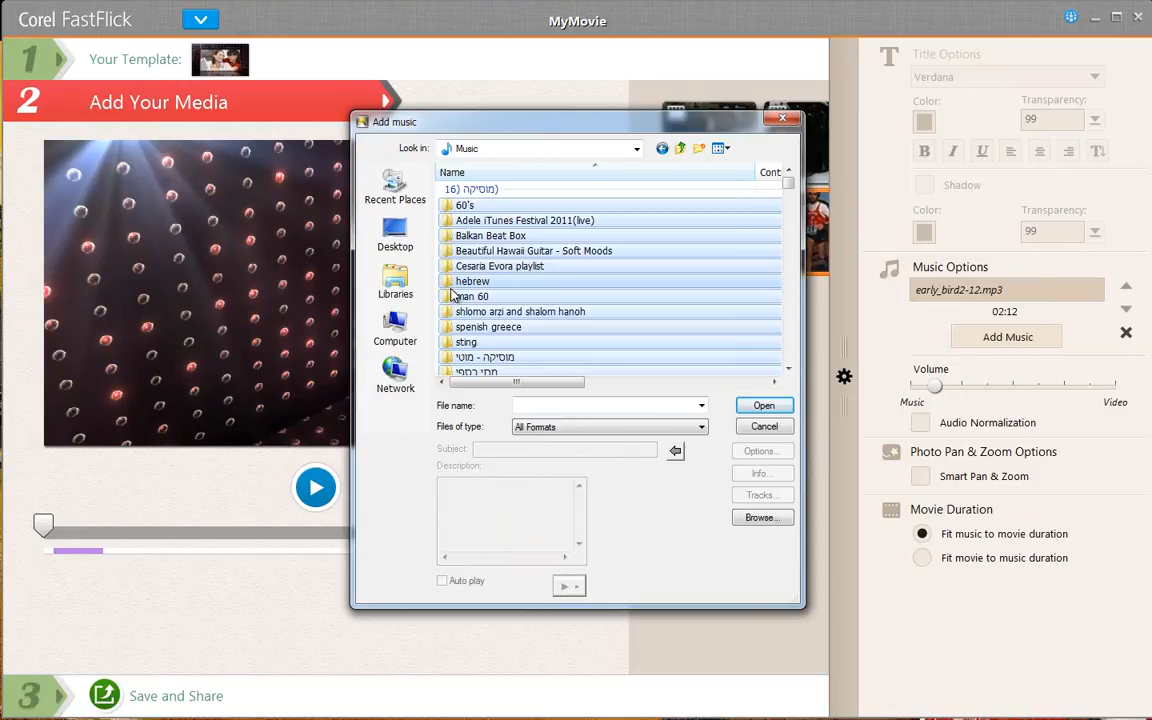 Corel FastFlick
MyMovie
1
Your Template:
2
Add Your Media
Add music
Look in:
Music
Name
Cont
מוסיקה (16)
60's
Adele iTunes Festival 2011(live)
Balkan Beat Box
Beautiful Hawaii Guitar - Soft Moods
Cesaria Evora playlist
hebrew
man 60
shlomo arzi and shalom hanoh
spenish greece
sting
מוסיקה - מוטי
מתי כספי
Recent Places
Desktop
Libraries
Computer
Network
File name:
Open
Files of type:
All Formats
Cancel
Subject:
Options...
Description:
Info...
Tracks...
Browse...
Auto play
T
Title Options
Verdana
Color:
Transparency:
99
B I U
Shadow
Color:
Transparency:
99
Music Options
early_bird2-12.mp3
02:12
Add Music
Volume
Music
Video
Audio Normalization
Photo Pan & Zoom Options
Smart Pan & Zoom
Movie Duration
Fit music to movie duration
Fit movie to music duration
3
Save and Share